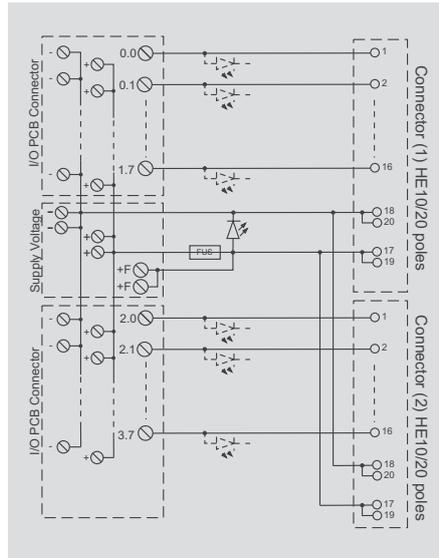 I/O PCB Connector
- 0.0 1
+
- 0.1 2
+
- 1.7 16
+
Connector (1) HE10/20 poles
Supply Voltage
- 18
- 20
+ FUS 17
+ 19
+F
+F
I/O PCB Connector
- 2.0 1
+
- 2.1 2
+
- 3.7 16
+
18
20
17
19
Connector (2) HE10/20 poles